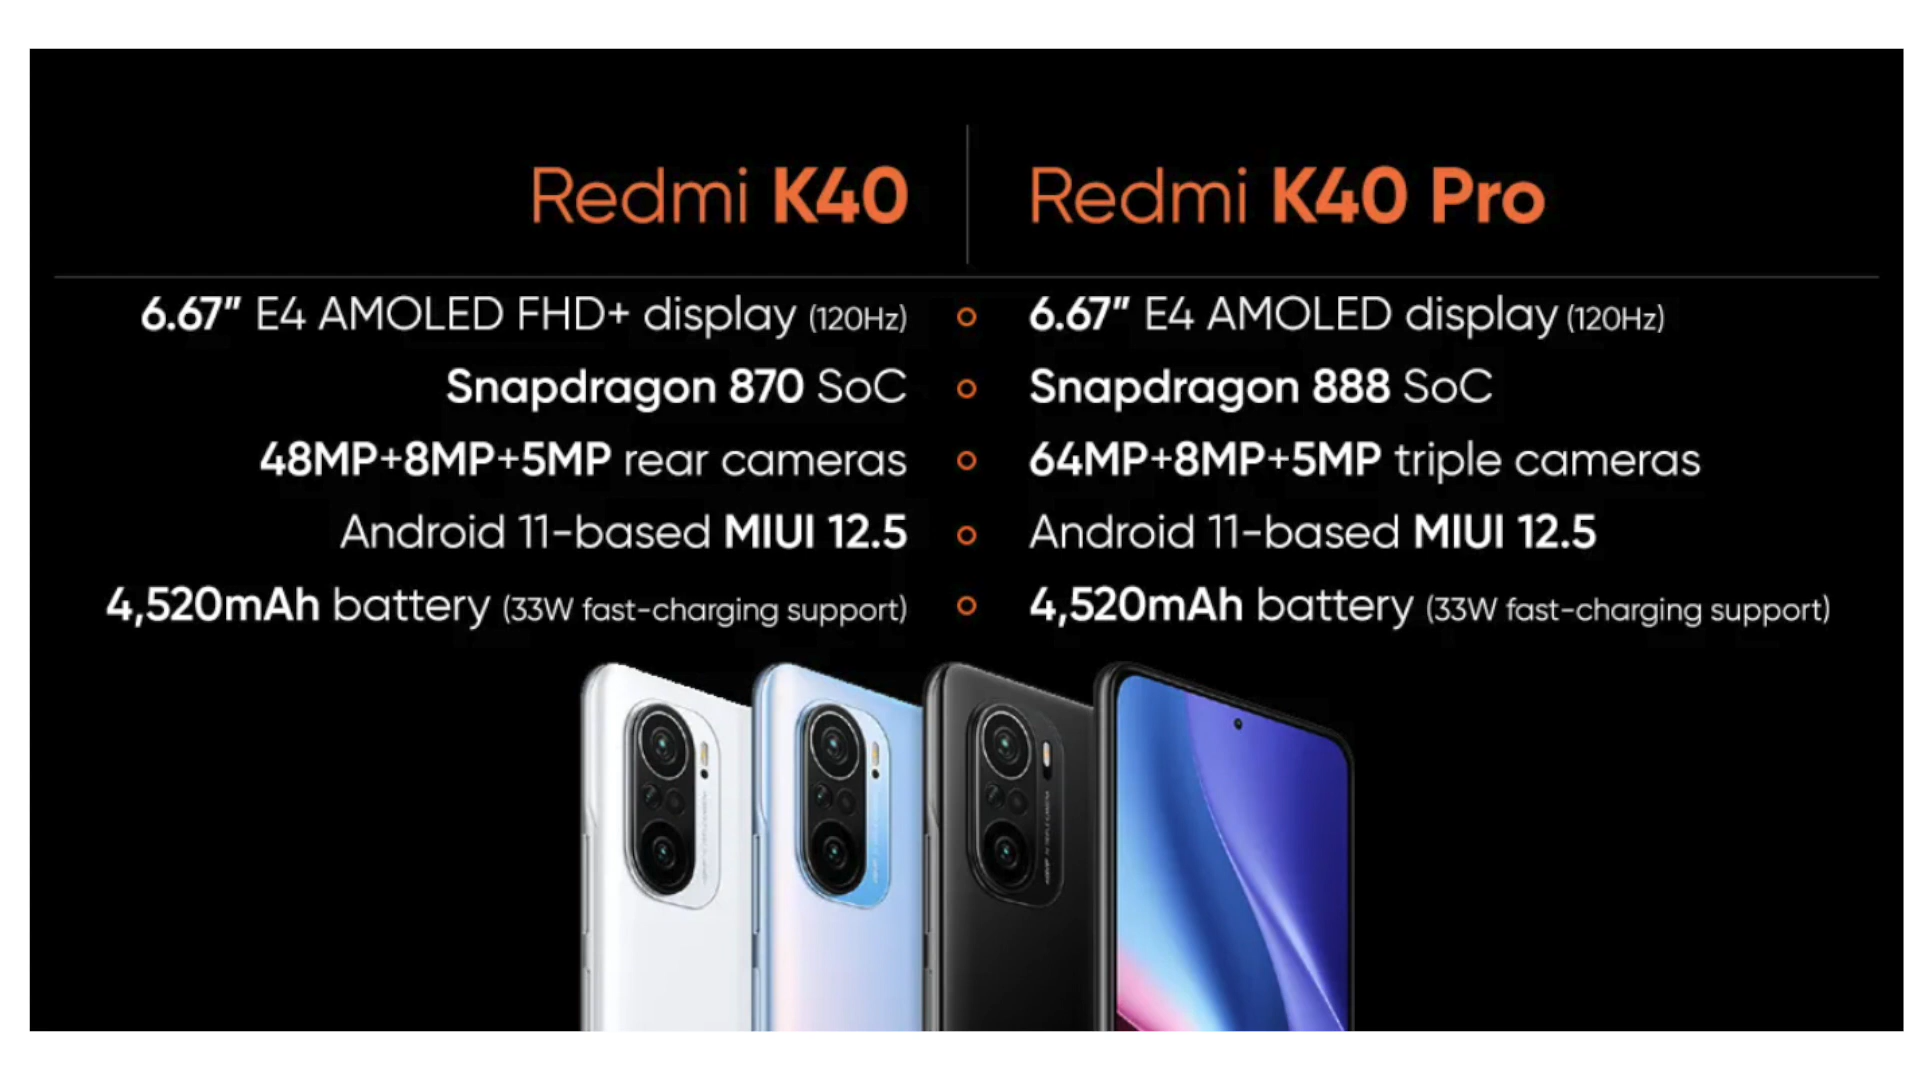 Redmi K40
Redmi K40 Pro
6.67" E4 AMOLED FHD+ display (120Hz)
6.67" E4 AMOLED display (120Hz)
Snapdragon 870 SoC
Snapdragon 888 SoC
48MP+8MP+5MP rear cameras
64MP+8MP+5MP triple cameras
Android 11-based MIUI 12.5
Android 11-based MIUI 12.5
4,520mAh battery (33W fast-charging support)
4,520mAh battery (33W fast-charging support)